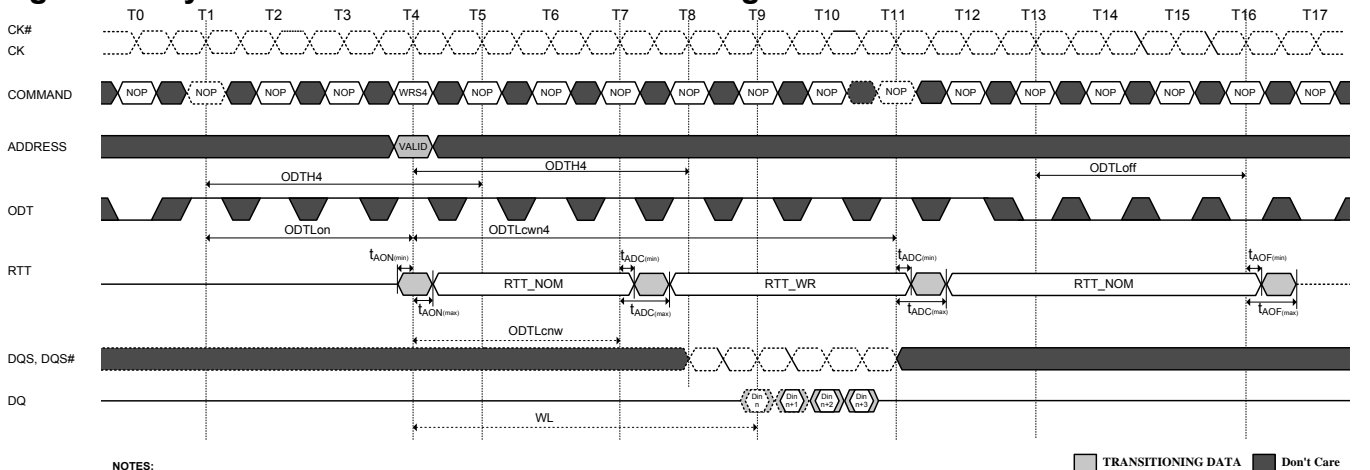 T0 T1 T2 T3 T4 T5 T6 T7 T8 T9 T10 T11 T12 T13 T14 T15 T16 T17
CK#
CK
COMMAND NOP NOP NOP NOP WRS4 NOP NOP NOP NOP NOP NOP NOP NOP NOP NOP NOP NOP NOP
ADDRESS VALID
ODTH4 ODTH4 ODTLoff
ODT
ODTLon ODTLcwn4
tAON(min) tADC(min) tADC(min) tAOF(min)
RTT RTT_NOM RTT_WR RTT_NOM
tAON(max) tADC(max) tADC(max) tAOF(max)
ODTLcnw
DQS, DQS#
DQ Din n Din n+1 Din n+2 Din n+3
WL
NOTES:
TRANSITIONING DATA Don't Care